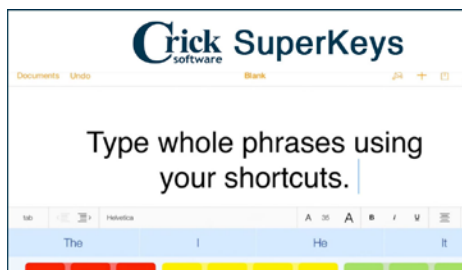 Crick software SuperKeys
Documents Undo Blank
Type whole phrases using
your shortcuts.
tab Helvetica A 35 A B I U
The I He It